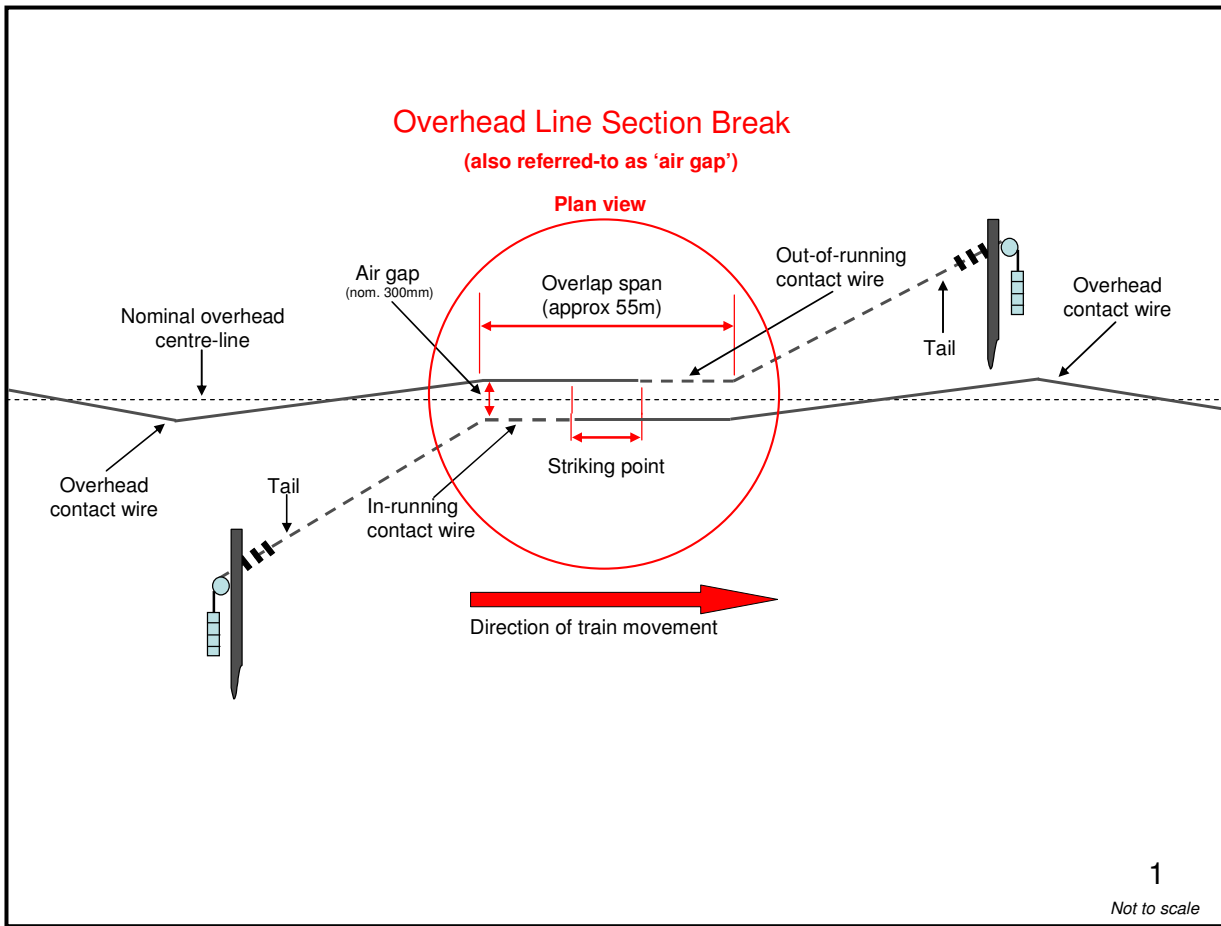 Overhead Line Section Break
(also referred-to as ‘air gap’)
Plan view
Air gap
(nom. 300mm)
Overlap span
(approx 55m)
Out-of-running
contact wire
Overhead
contact wire
Nominal overhead
centre-line
Tail
Striking point
Overhead
contact wire
Tail
In-running
contact wire
Direction of train movement
1
Not to scale